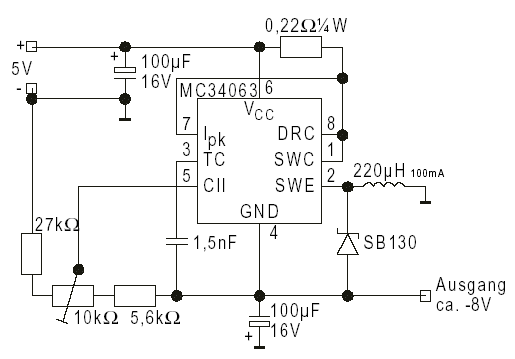 0,22Ω¼W
+
5V
-
+
100µF
16V
MC34063
6
VCC
7
Ipk
DRC
8
3
TC
SWC
1
5
CII
SWE
2
220µH 100mA
GND
4
27kΩ
1,5nF
SB130
10kΩ
5,6kΩ
100µF
16V
+
Ausgang
ca. -8V